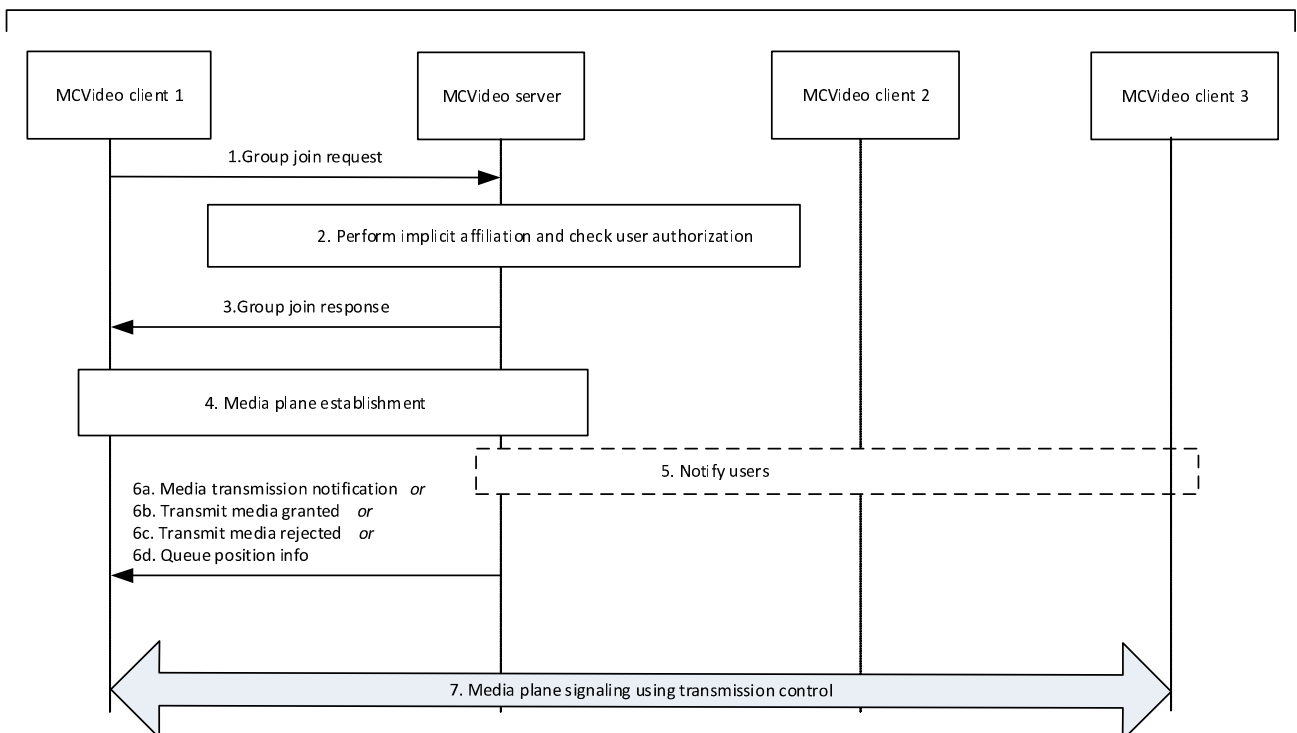 MCVideo client 1
MCVideo server
MCVideo client 2
MCVideo client 3
1.Group join request
2. Perform implicit affiliation and check user authorization
3.Group join response
4. Media plane establishment
5. Notify users
6a. Media transmission notification or
6b. Transmit media granted or
6c. Transmit media rejected or
6d. Queue position info
7. Media plane signaling using transmission control